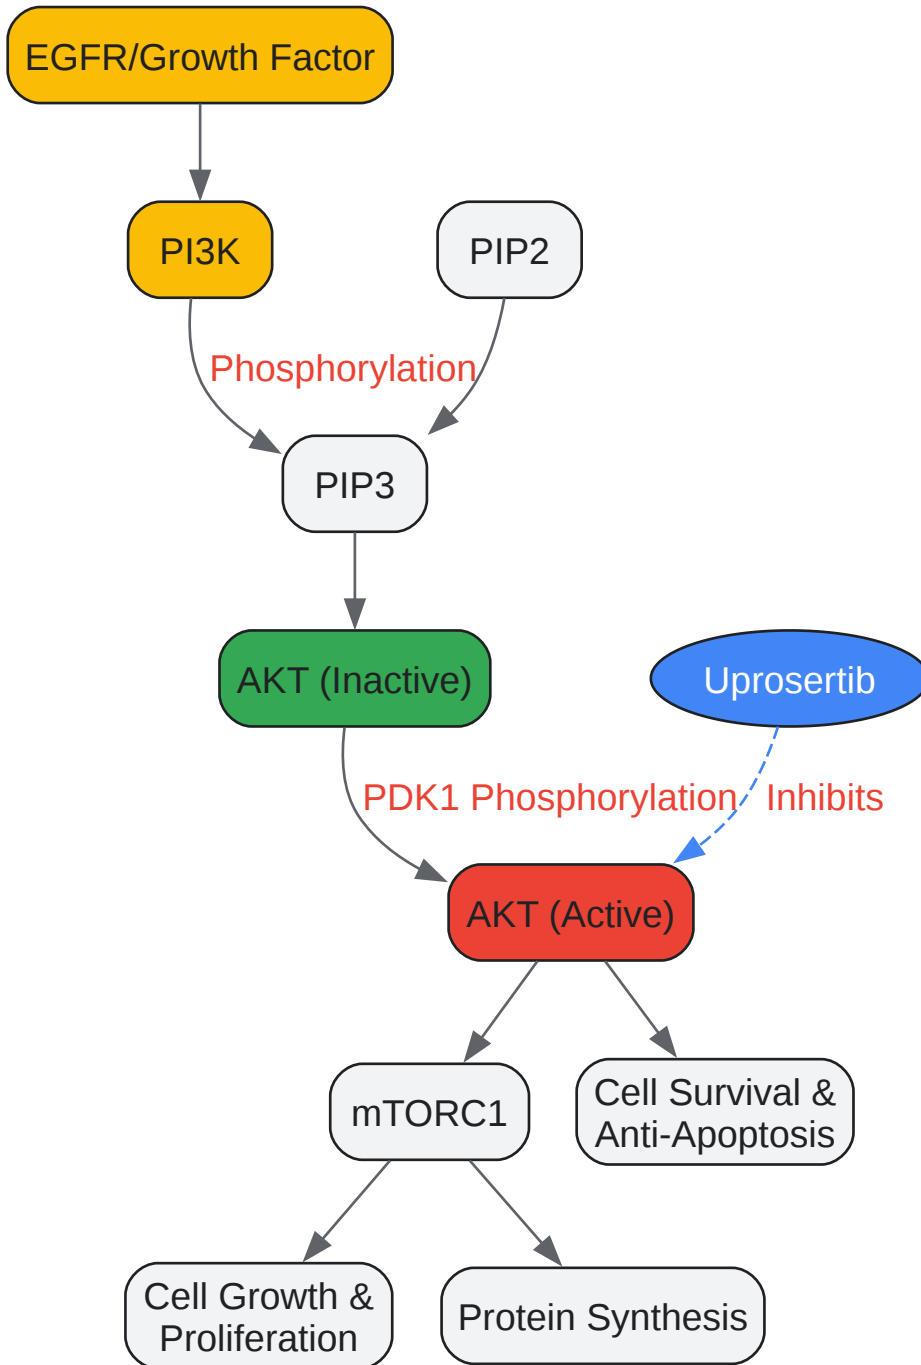 EGFR/Growth Factor
PI3K
PIP2
Phosphorylation
PIP3
AKT (Inactive)
Uprosertib
PDK1 Phosphorylation
Inhibits
AKT (Active)
mTORC1
Cell Survival &
Anti-Apoptosis
Cell Growth &
Proliferation
Protein Synthesis